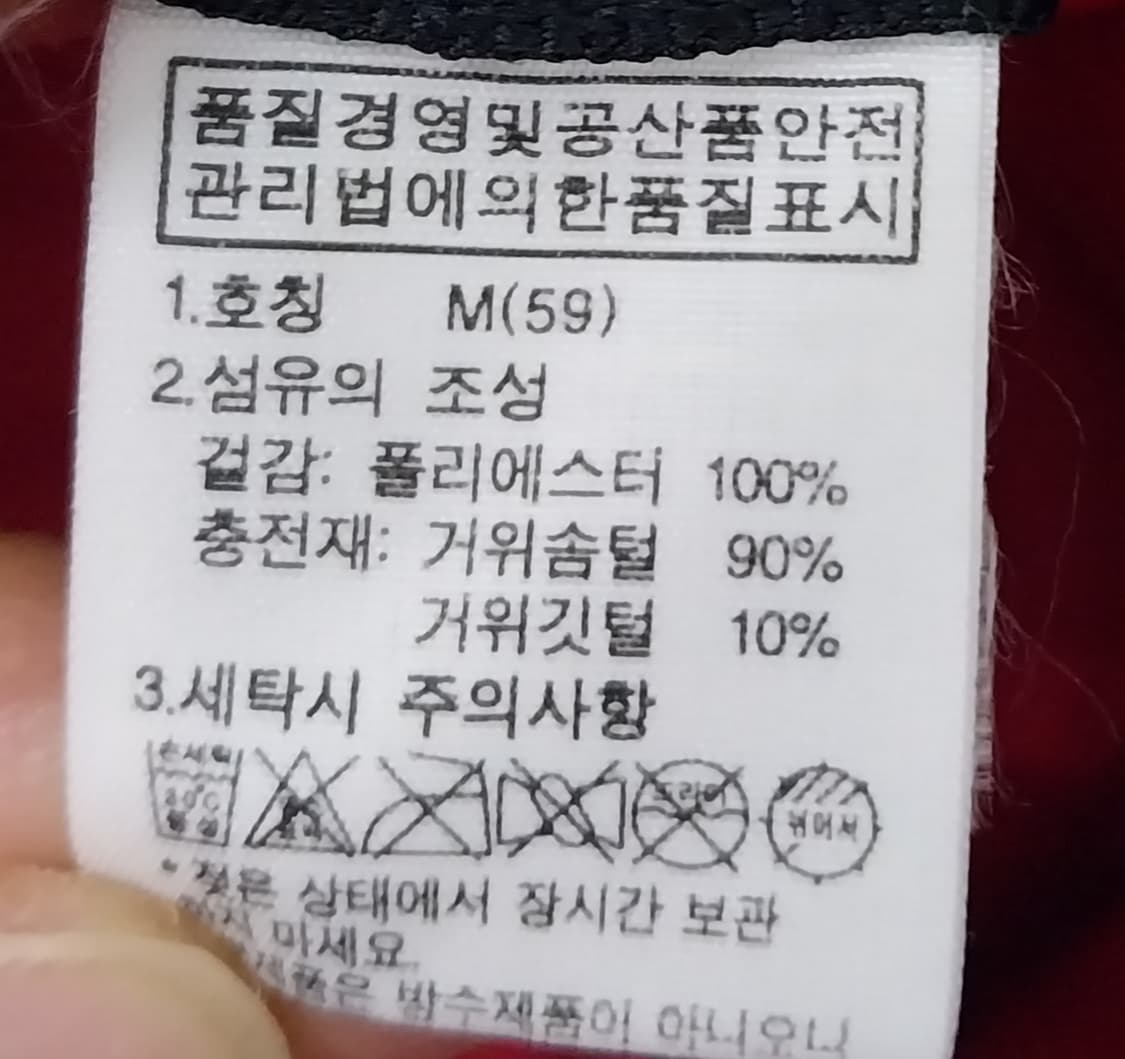 품질경영및공산품안전
관리법에의한품질표시
1.호칭 M(59)
2.섬유의 조성
겉감: 폴리에스터 100%
충전재: 거위솜털 90%
거위깃털 10%
3.세탁시 주의사항
손세탁
30℃
중성
드라이
뉘어서
* 젖은 상태에서 장시간 보관
마세요.
제품은 방수제품이 아니오니